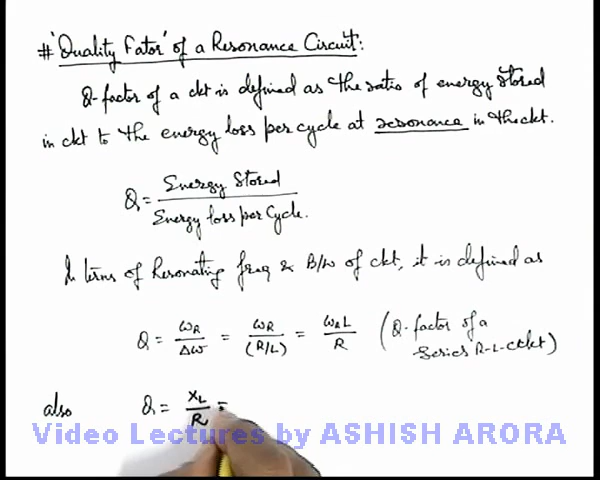 # 'Quality Fator' of a Resonance Circuit:
Q-factor of a ckt is defined as the ratio of energy stored
in ckt to the energy loss per cycle at resonance in the ckt.
Q = Energy Stored / Energy loss per Cycle.
In terms of Resonating freq & B/W of ckt, it is defined as
Q = ωR / Δω = ωR / (R/L) = ωR L / R (Q-factor of a
series R-L-C ckt)
also Q = XL / R =
Video Lectures by ASHISH ARORA